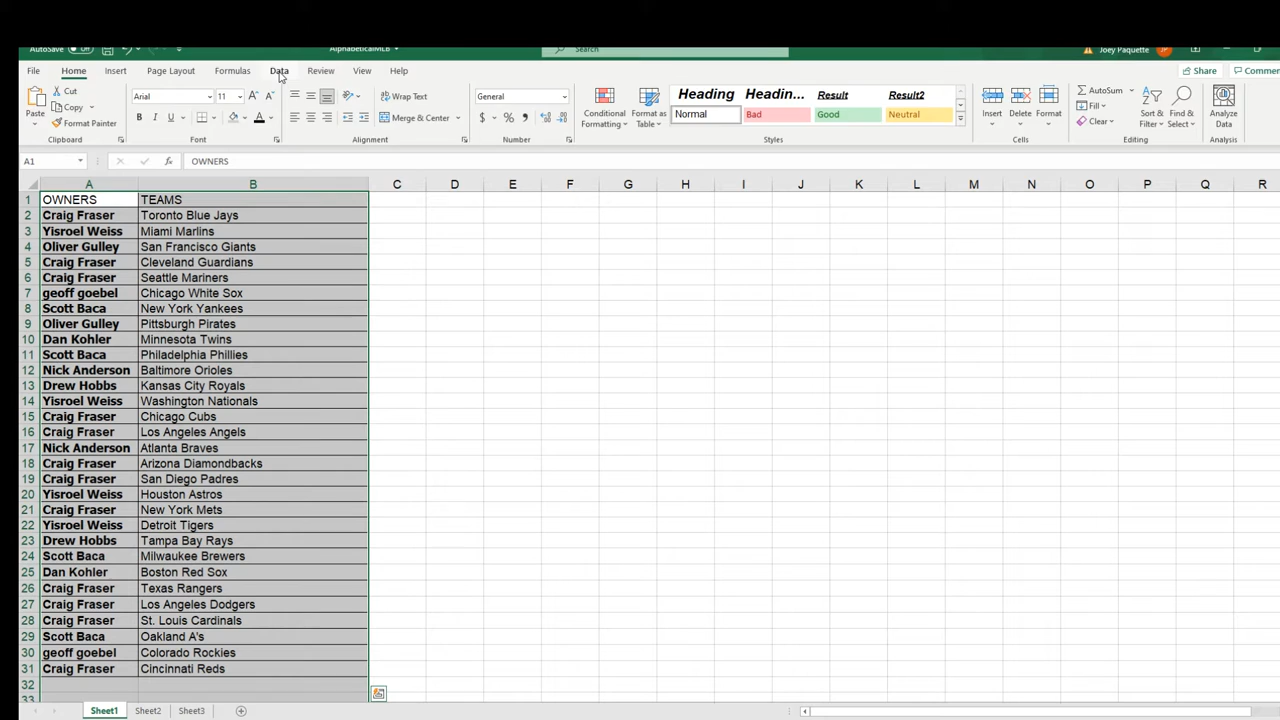 AutoSave Off AlphabeticalMLB Search Joey Paquette
File Home Insert Page Layout Formulas Data Review View Help Share Commen
Paste Cut Copy Format Painter Clipboard
Arial 11 A A B I U A Font
Wrap Text Merge & Center Alignment
General $ % Number
Conditional Formatting Format as Table
Heading Headin... Result Result2
Normal Bad Good Neutral
Styles
Insert Delete Format Cells
AutoSum Fill Clear Sort & Filter Find & Select Editing
Analyze Data Analysis
A1 fx OWNERS
A B C D E F G H I J K L M N O P Q R
1 OWNERS TEAMS
2 Craig Fraser Toronto Blue Jays
3 Yisroel Weiss Miami Marlins
4 Oliver Gulley San Francisco Giants
5 Craig Fraser Cleveland Guardians
6 Craig Fraser Seattle Mariners
7 geoff goebel Chicago White Sox
8 Scott Baca New York Yankees
9 Oliver Gulley Pittsburgh Pirates
10 Dan Kohler Minnesota Twins
11 Scott Baca Philadelphia Phillies
12 Nick Anderson Baltimore Orioles
13 Drew Hobbs Kansas City Royals
14 Yisroel Weiss Washington Nationals
15 Craig Fraser Chicago Cubs
16 Craig Fraser Los Angeles Angels
17 Nick Anderson Atlanta Braves
18 Craig Fraser Arizona Diamondbacks
19 Craig Fraser San Diego Padres
20 Yisroel Weiss Houston Astros
21 Craig Fraser New York Mets
22 Yisroel Weiss Detroit Tigers
23 Drew Hobbs Tampa Bay Rays
24 Scott Baca Milwaukee Brewers
25 Dan Kohler Boston Red Sox
26 Craig Fraser Texas Rangers
27 Craig Fraser Los Angeles Dodgers
28 Craig Fraser St. Louis Cardinals
29 Scott Baca Oakland A's
30 geoff goebel Colorado Rockies
31 Craig Fraser Cincinnati Reds
32
33
Sheet1 Sheet2 Sheet3